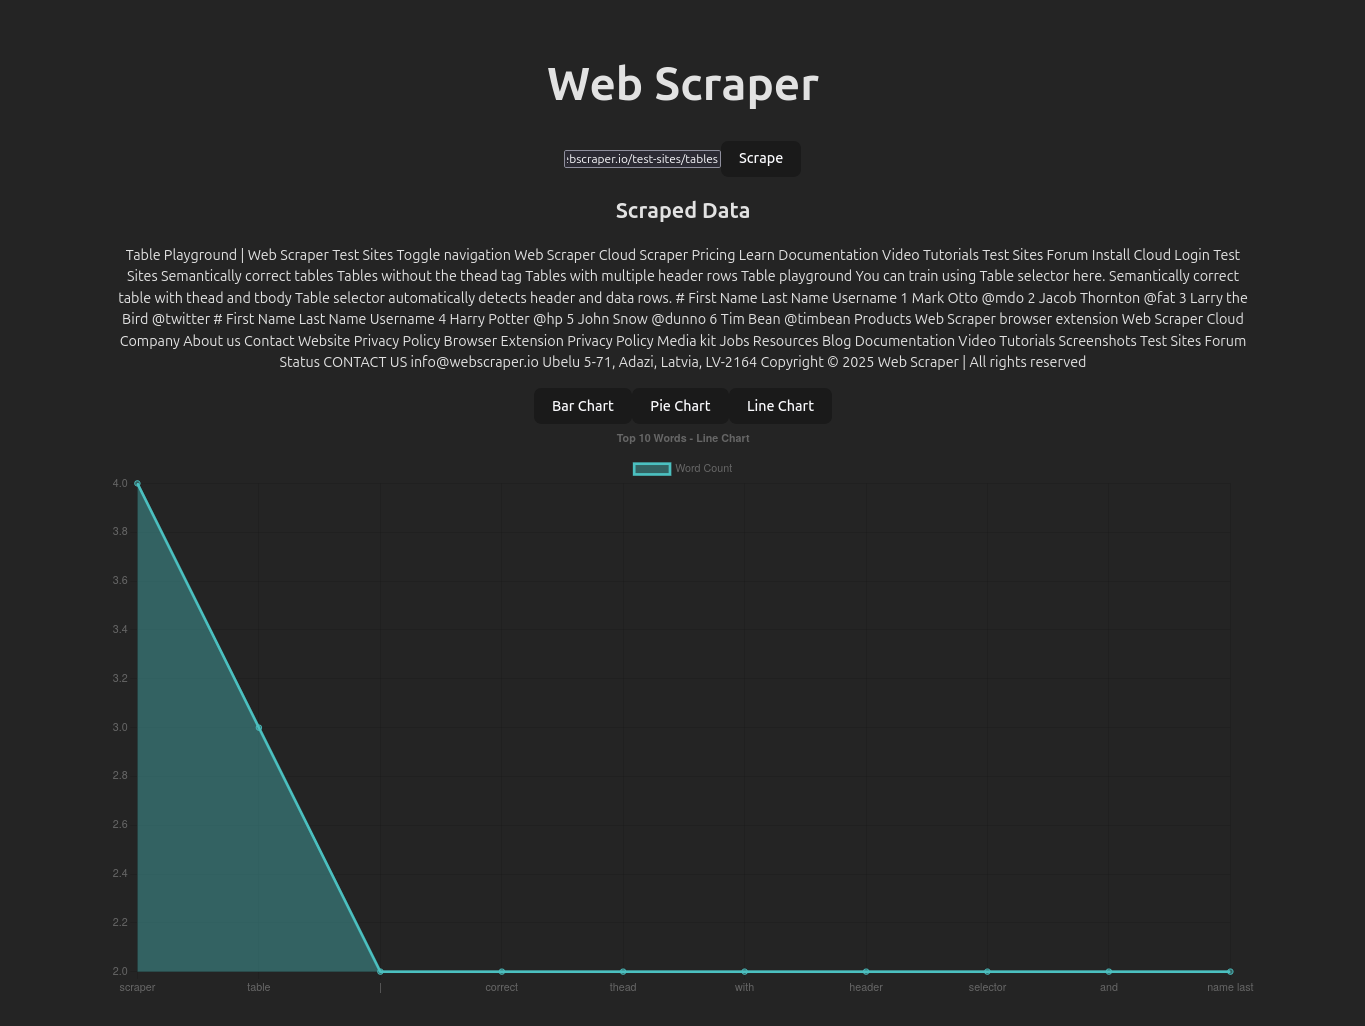 Web Scraper
bscraper.io/test-sites/tables Scrape
Scraped Data
Table Playground | Web Scraper Test Sites Toggle navigation Web Scraper Cloud Scraper Pricing Learn Documentation Video Tutorials Test Sites Forum Install Cloud Login Test
Sites Semantically correct tables Tables without the thead tag Tables with multiple header rows Table playground You can train using Table selector here. Semantically correct
table with thead and tbody Table selector automatically detects header and data rows. # First Name Last Name Username 1 Mark Otto @mdo 2 Jacob Thornton @fat 3 Larry the
Bird @twitter # First Name Last Name Username 4 Harry Potter @hp 5 John Snow @dunno 6 Tim Bean @timbean Products Web Scraper browser extension Web Scraper Cloud
Company About us Contact Website Privacy Policy Browser Extension Privacy Policy Media kit Jobs Resources Blog Documentation Video Tutorials Screenshots Test Sites Forum
Status CONTACT US info@webscraper.io Ubelu 5-71, Adazi, Latvia, LV-2164 Copyright © 2025 Web Scraper | All rights reserved
Bar Chart Pie Chart Line Chart
Top 10 Words - Line Chart
Word Count
4.0
3.8
3.6
3.4
3.2
3.0
2.8
2.6
2.4
2.2
2.0
scraper table | correct thead with header selector and name last